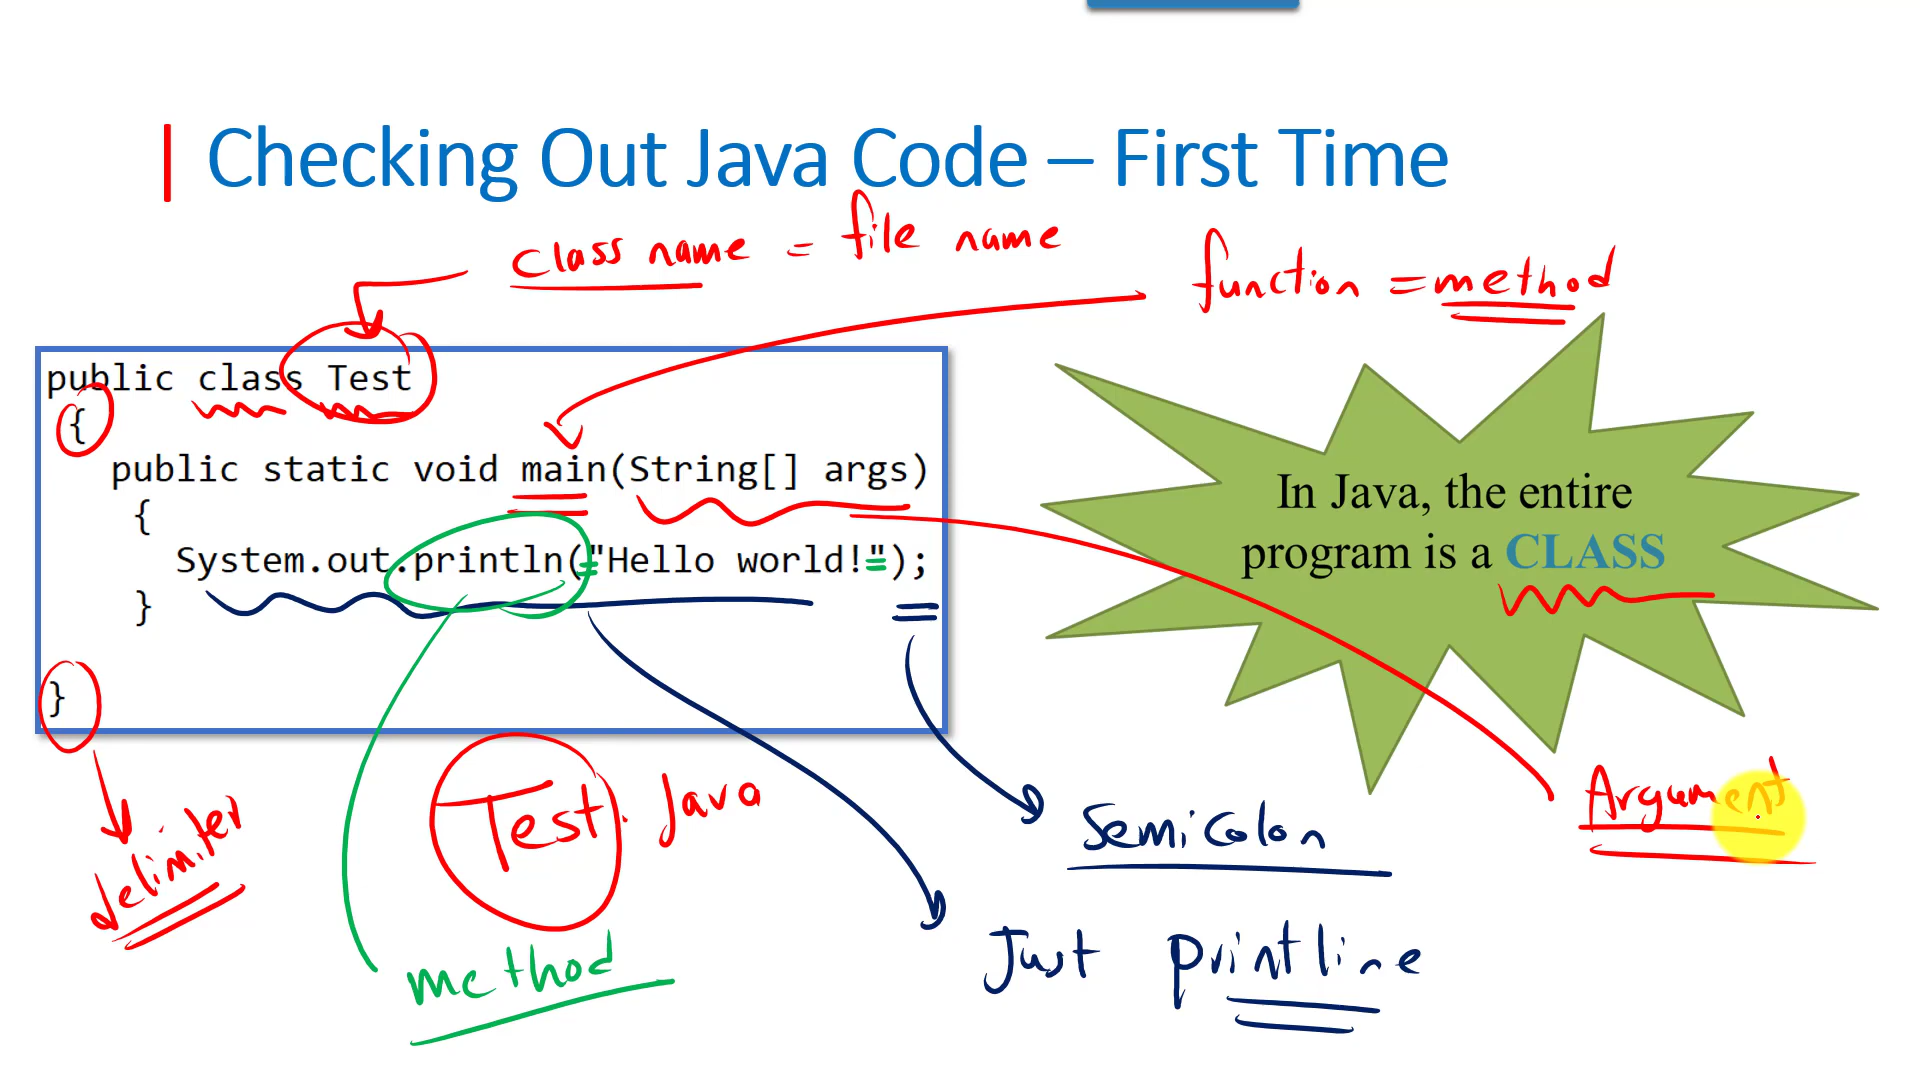 Checking Out Java Code – First Time
class name = file name
function = method
public class Test
{
public static void main(String[] args)
{
System.out.println("Hello world!");
}
}
In Java, the entire
program is a CLASS
delimiter
Test. Java
method
Semicolon
Just printline
Argument